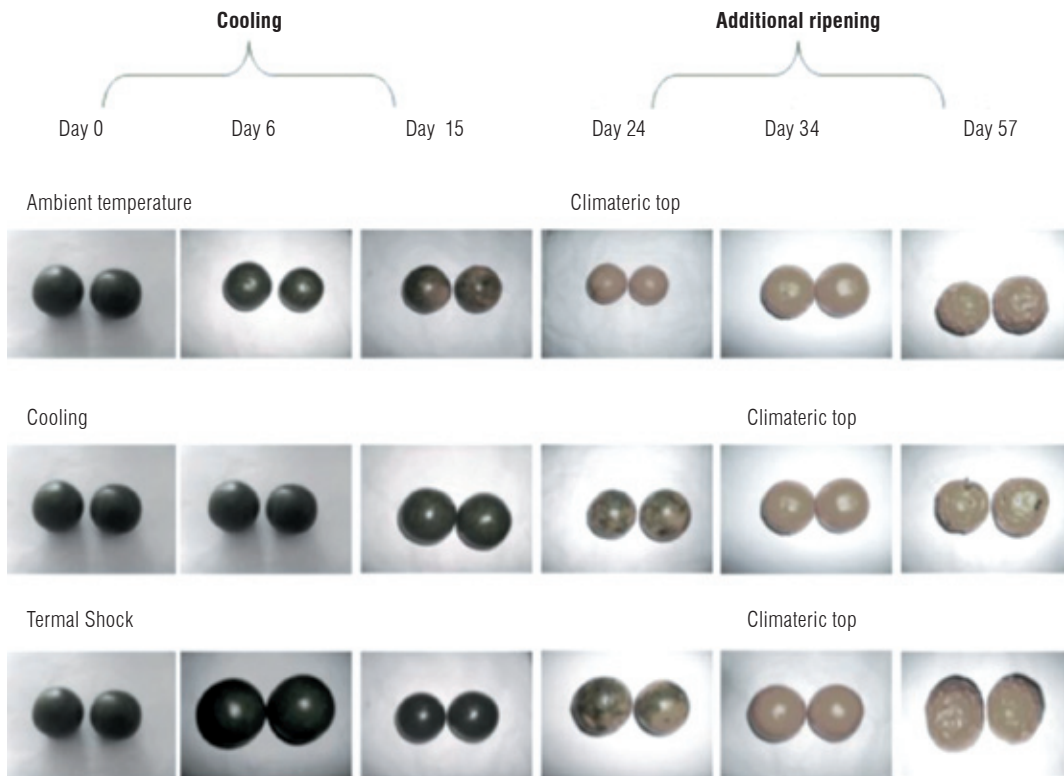 Cooling Additional ripening
Day 0 Day 6 Day 15 Day 24 Day 34 Day 57
Ambient temperature Climateric top
Cooling Climateric top
Termal Shock Climateric top